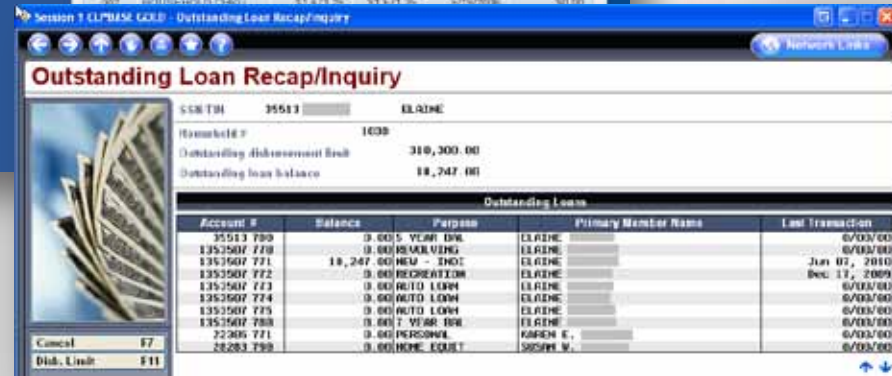 Session 1 CU*BASE GOLD - Outstanding Loan Recap/Inquiry
Network Links
Outstanding Loan Recap/Inquiry
SSN/TIN 35513 ELAINE
Household # 1038
Outstanding disbursement limit 310,300.00
Outstanding loan balance 18,247.00
Outstanding Loans
Account # Balance Purpose Primary Member Name Last Transaction
35513 780 0.00 5 YEAR BAL ELAINE 0/00/00
1353507 770 0.00 REVOLVING ELAINE 0/00/00
1353507 771 18,247.00 NEW - INDI ELAINE Jun 07, 2010
1353507 772 0.00 RECREATION ELAINE Dec 17, 2009
1353507 773 0.00 AUTO LOAN ELAINE 0/00/00
1353507 774 0.00 AUTO LOAN ELAINE 0/00/00
1353507 775 0.00 AUTO LOAN ELAINE 0/00/00
1353507 780 0.00 7 YEAR BAL ELAINE 0/00/00
22305 771 0.00 PERSONAL KAREN E. 0/00/00
28283 790 0.00 HOME EQUIT SUSAN W. 0/00/00
Cancel F7
Disb. Limit F11